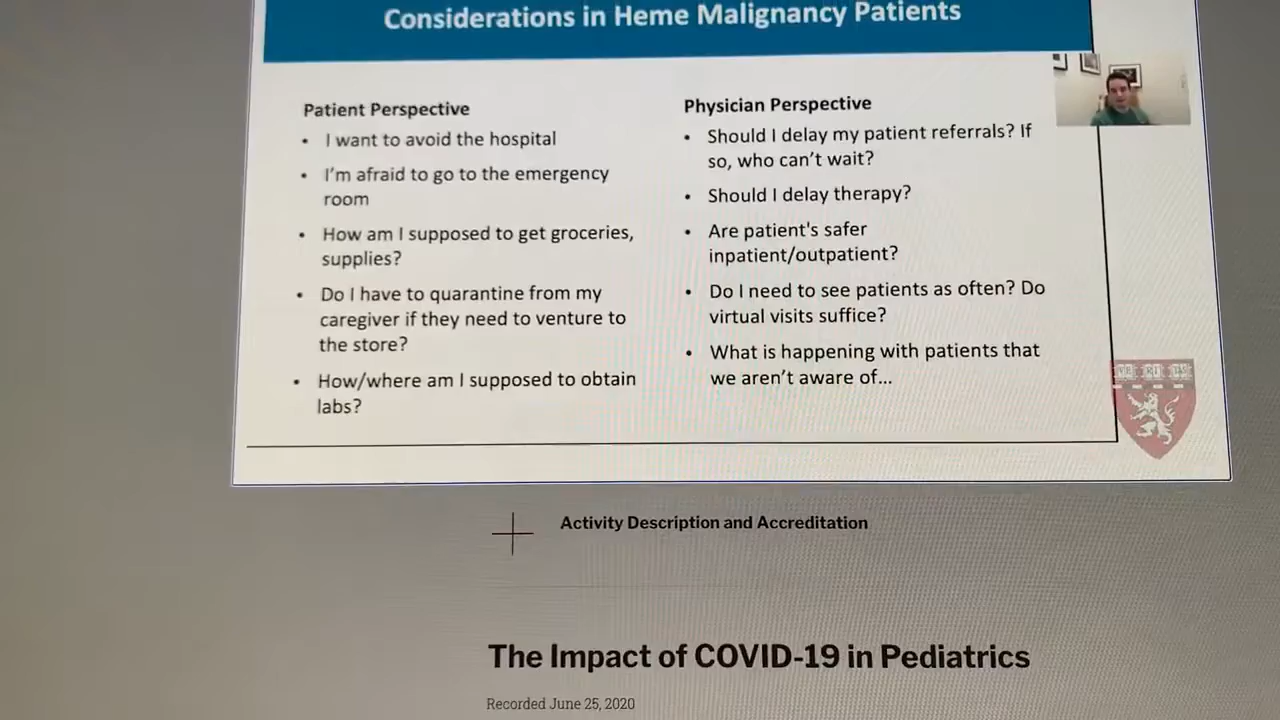 Considerations in Heme Malignancy Patients
Patient Perspective
• I want to avoid the hospital
• I'm afraid to go to the emergency
room
• How am I supposed to get groceries,
supplies?
• Do I have to quarantine from my
caregiver if they need to venture to
the store?
• How/where am I supposed to obtain
labs?
Physician Perspective
• Should I delay my patient referrals? If
so, who can't wait?
• Should I delay therapy?
• Are patient's safer
inpatient/outpatient?
• Do I need to see patients as often? Do
virtual visits suffice?
• What is happening with patients that
we aren't aware of...
Activity Description and Accreditation
The Impact of COVID-19 in Pediatrics
Recorded June 25, 2020